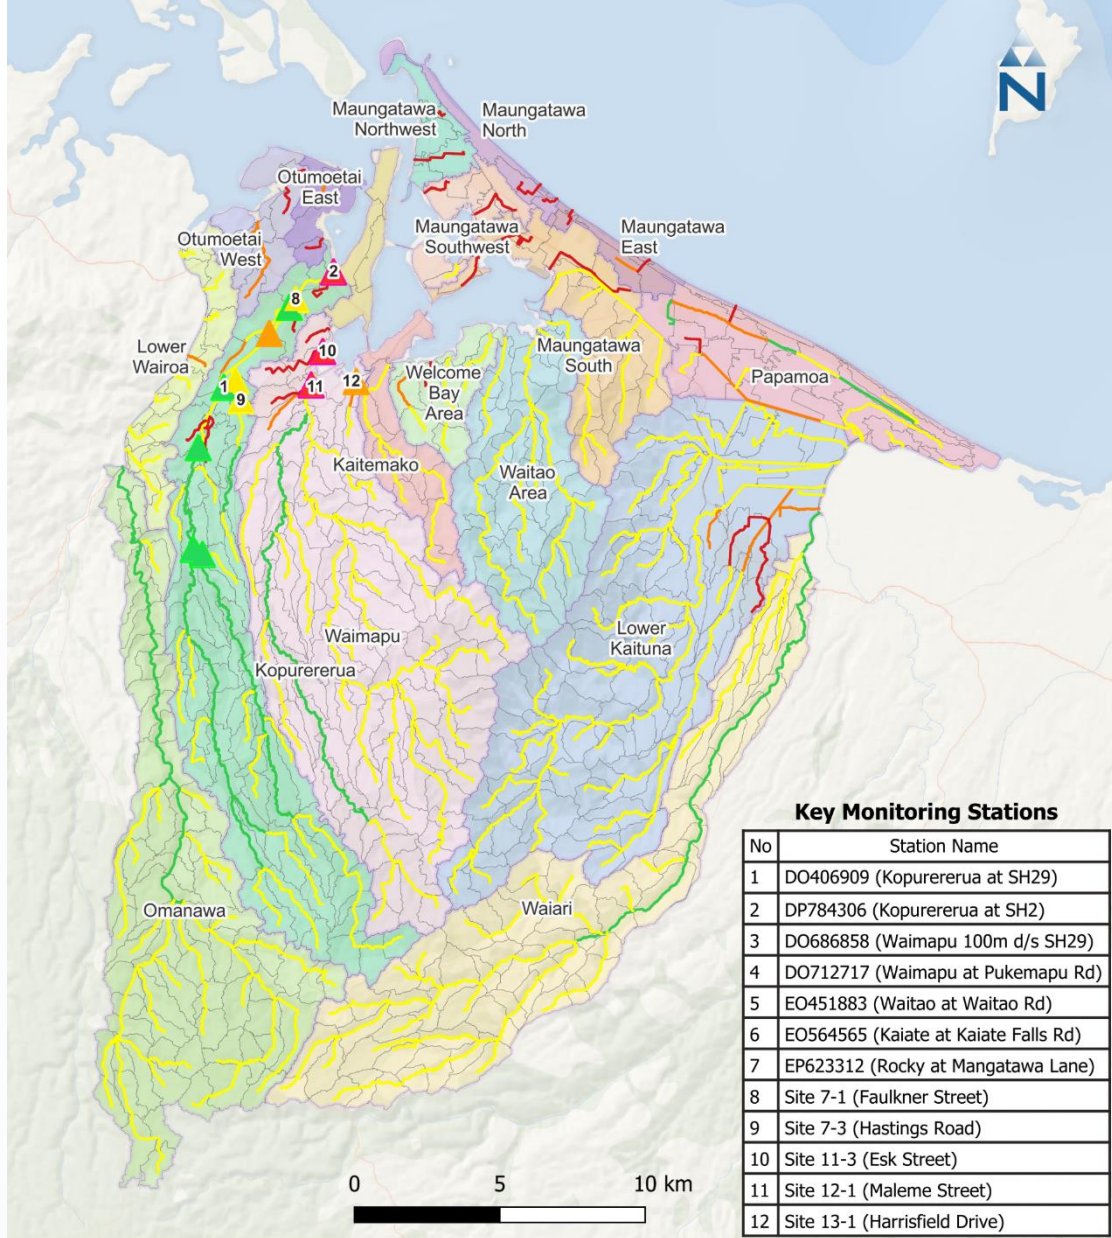 N
Maungatawa
Northwest
Maungatawa
North
Otumoetai
East
Otumoetai
West
Maungatawa
Southwest
Maungatawa
East
2
8
Lower
Wairoa
10
1
9
11
12
Welcome
Bay
Area
Maungatawa
South
Papamoa
Kaitemako
Waitao
Area
Waimapu
Lower
Kaituna
Kopurererua
Omanawa
Waiari
Key Monitoring Stations
No Station Name
1 DO406909 (Kopurererua at SH29)
2 DP784306 (Kopurererua at SH2)
3 DO686858 (Waimapu 100m d/s SH29)
4 DO712717 (Waimapu at Pukemapu Rd)
5 EO451883 (Waitao at Waitao Rd)
6 EO564565 (Kaiate at Kaiate Falls Rd)
7 EP623312 (Rocky at Mangatawa Lane)
8 Site 7-1 (Faulkner Street)
9 Site 7-3 (Hastings Road)
10 Site 11-3 (Esk Street)
11 Site 12-1 (Maleme Street)
12 Site 13-1 (Harrisfield Drive)
0 5 10 km